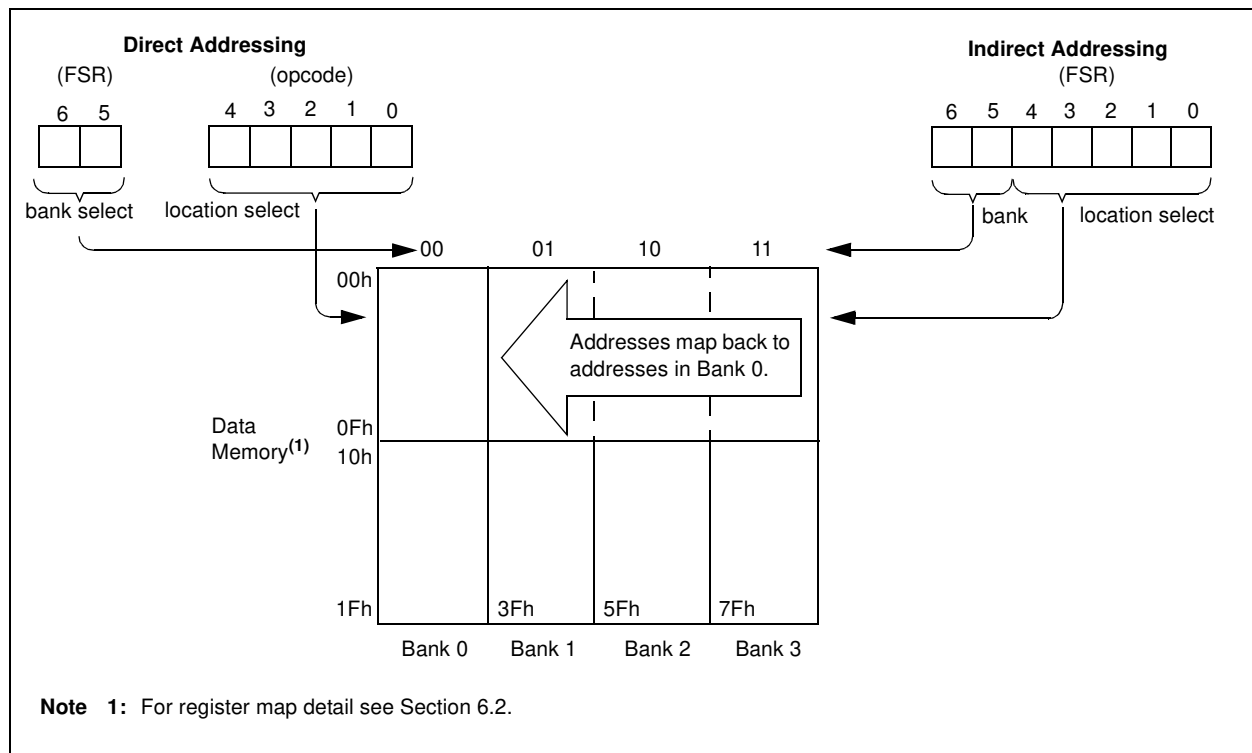 Direct Addressing
(FSR) (opcode)
6 5 4 3 2 1 0
bank select location select
Indirect Addressing
(FSR)
6 5 4 3 2 1 0
bank location select
00 01 10 11
00h
Addresses map back to
addresses in Bank 0.
Data
Memory(1)
0Fh
10h
1Fh 3Fh 5Fh 7Fh
Bank 0 Bank 1 Bank 2 Bank 3
Note 1: For register map detail see Section 6.2.